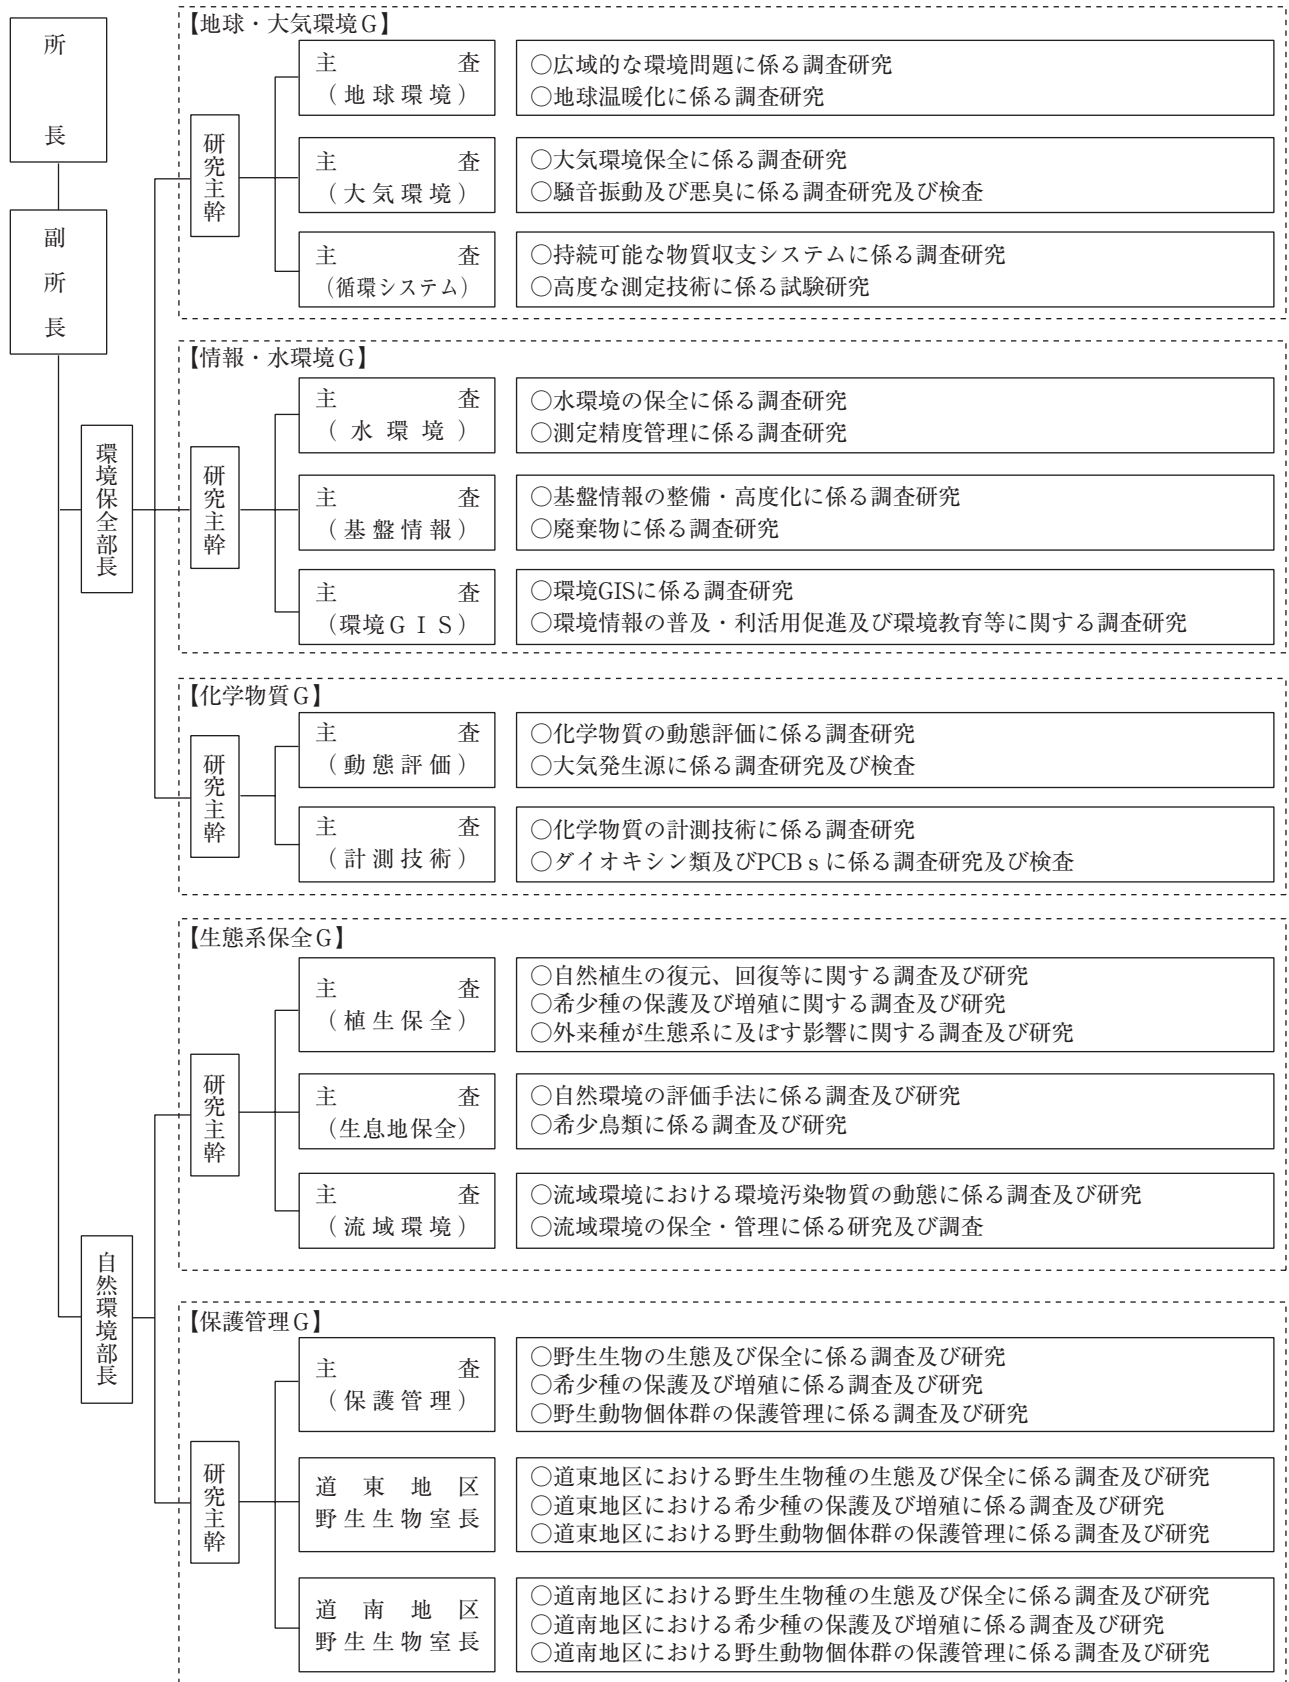 所長
副所長
環境保全部長
【地球・大気環境G】
研究主幹
主査
（地球環境）
○広域的な環境問題に係る調査研究
○地球温暖化に係る調査研究
主査
（大気環境）
○大気環境保全に係る調査研究
○騒音振動及び悪臭に係る調査研究及び検査
主査
（循環システム）
○持続可能な物質収支システムに係る調査研究
○高度な測定技術に係る試験研究
【情報・水環境G】
研究主幹
主査
（水環境）
○水環境の保全に係る調査研究
○測定精度管理に係る調査研究
主査
（基盤情報）
○基盤情報の整備・高度化に係る調査研究
○廃棄物に係る調査研究
主査
（環境ＧＩＳ）
○環境GISに係る調査研究
○環境情報の普及・利活用促進及び環境教育等に関する調査研究
【化学物質G】
研究主幹
主査
（動態評価）
○化学物質の動態評価に係る調査研究
○大気発生源に係る調査研究及び検査
主査
（計測技術）
○化学物質の計測技術に係る調査研究
○ダイオキシン類及びPCBｓに係る調査研究及び検査
自然環境部長
【生態系保全G】
研究主幹
主査
（植生保全）
○自然植生の復元、回復等に関する調査及び研究
○希少種の保護及び増殖に関する調査及び研究
○外来種が生態系に及ぼす影響に関する調査及び研究
主査
（生息地保全）
○自然環境の評価手法に係る調査及び研究
○希少鳥類に係る調査及び研究
主査
（流域環境）
○流域環境における環境汚染物質の動態に係る調査及び研究
○流域環境の保全・管理に係る研究及び調査
【保護管理G】
研究主幹
主査
（保護管理）
○野生生物の生態及び保全に係る調査及び研究
○希少種の保護及び増殖に係る調査及び研究
○野生動物個体群の保護管理に係る調査及び研究
道東地区
野生生物室長
○道東地区における野生生物種の生態及び保全に係る調査及び研究
○道東地区における希少種の保護及び増殖に係る調査及び研究
○道東地区における野生動物個体群の保護管理に係る調査及び研究
道南地区
野生生物室長
○道南地区における野生生物種の生態及び保全に係る調査及び研究
○道南地区における希少種の保護及び増殖に係る調査及び研究
○道南地区における野生動物個体群の保護管理に係る調査及び研究